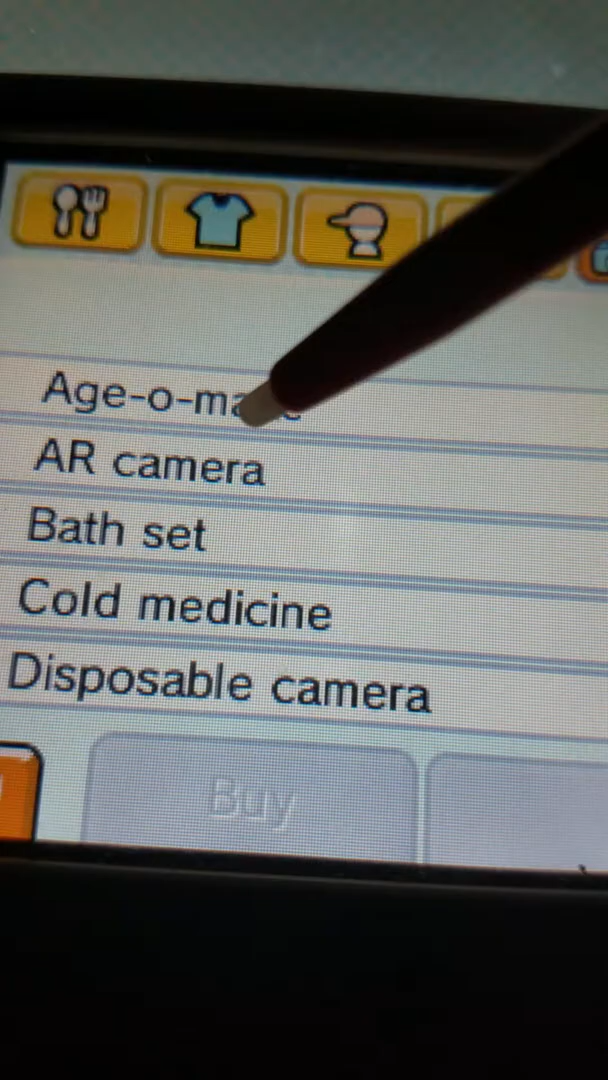 AR camera
Bath set
Cold medicine
Disposable camera
Buy